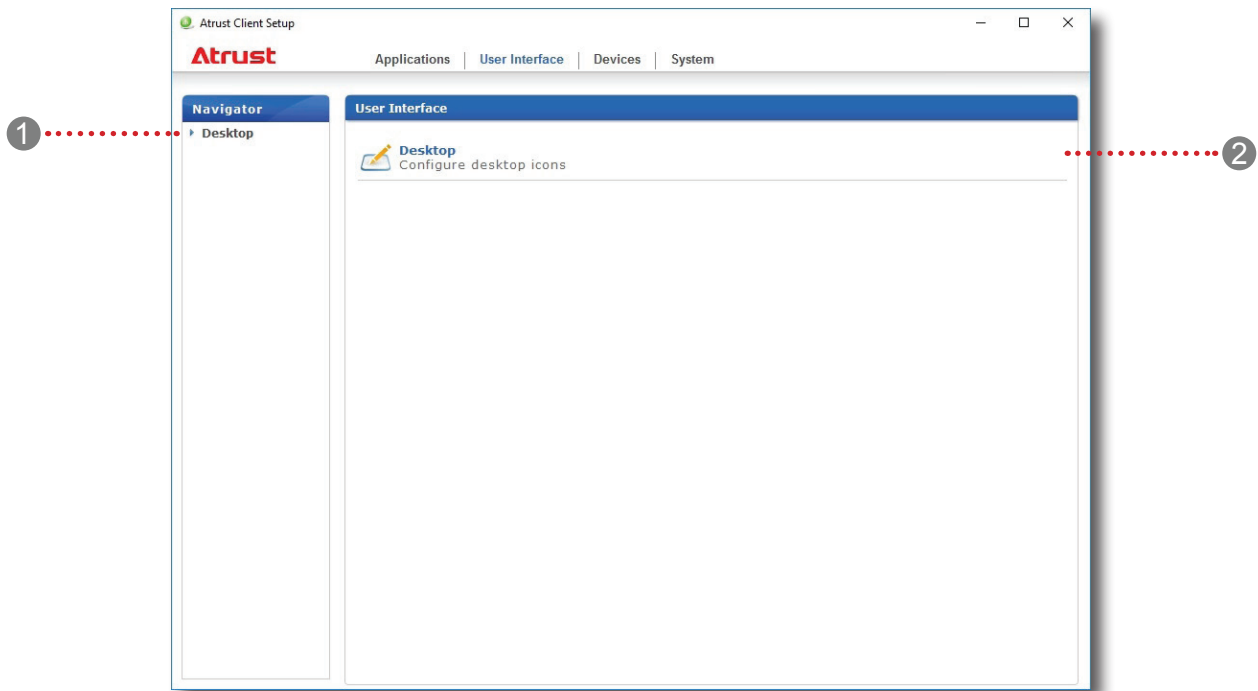 Atrust Client Setup
Atrust
Applications | User Interface | Devices | System
Navigator
User Interface
1
Desktop
Desktop
Configure desktop icons
2